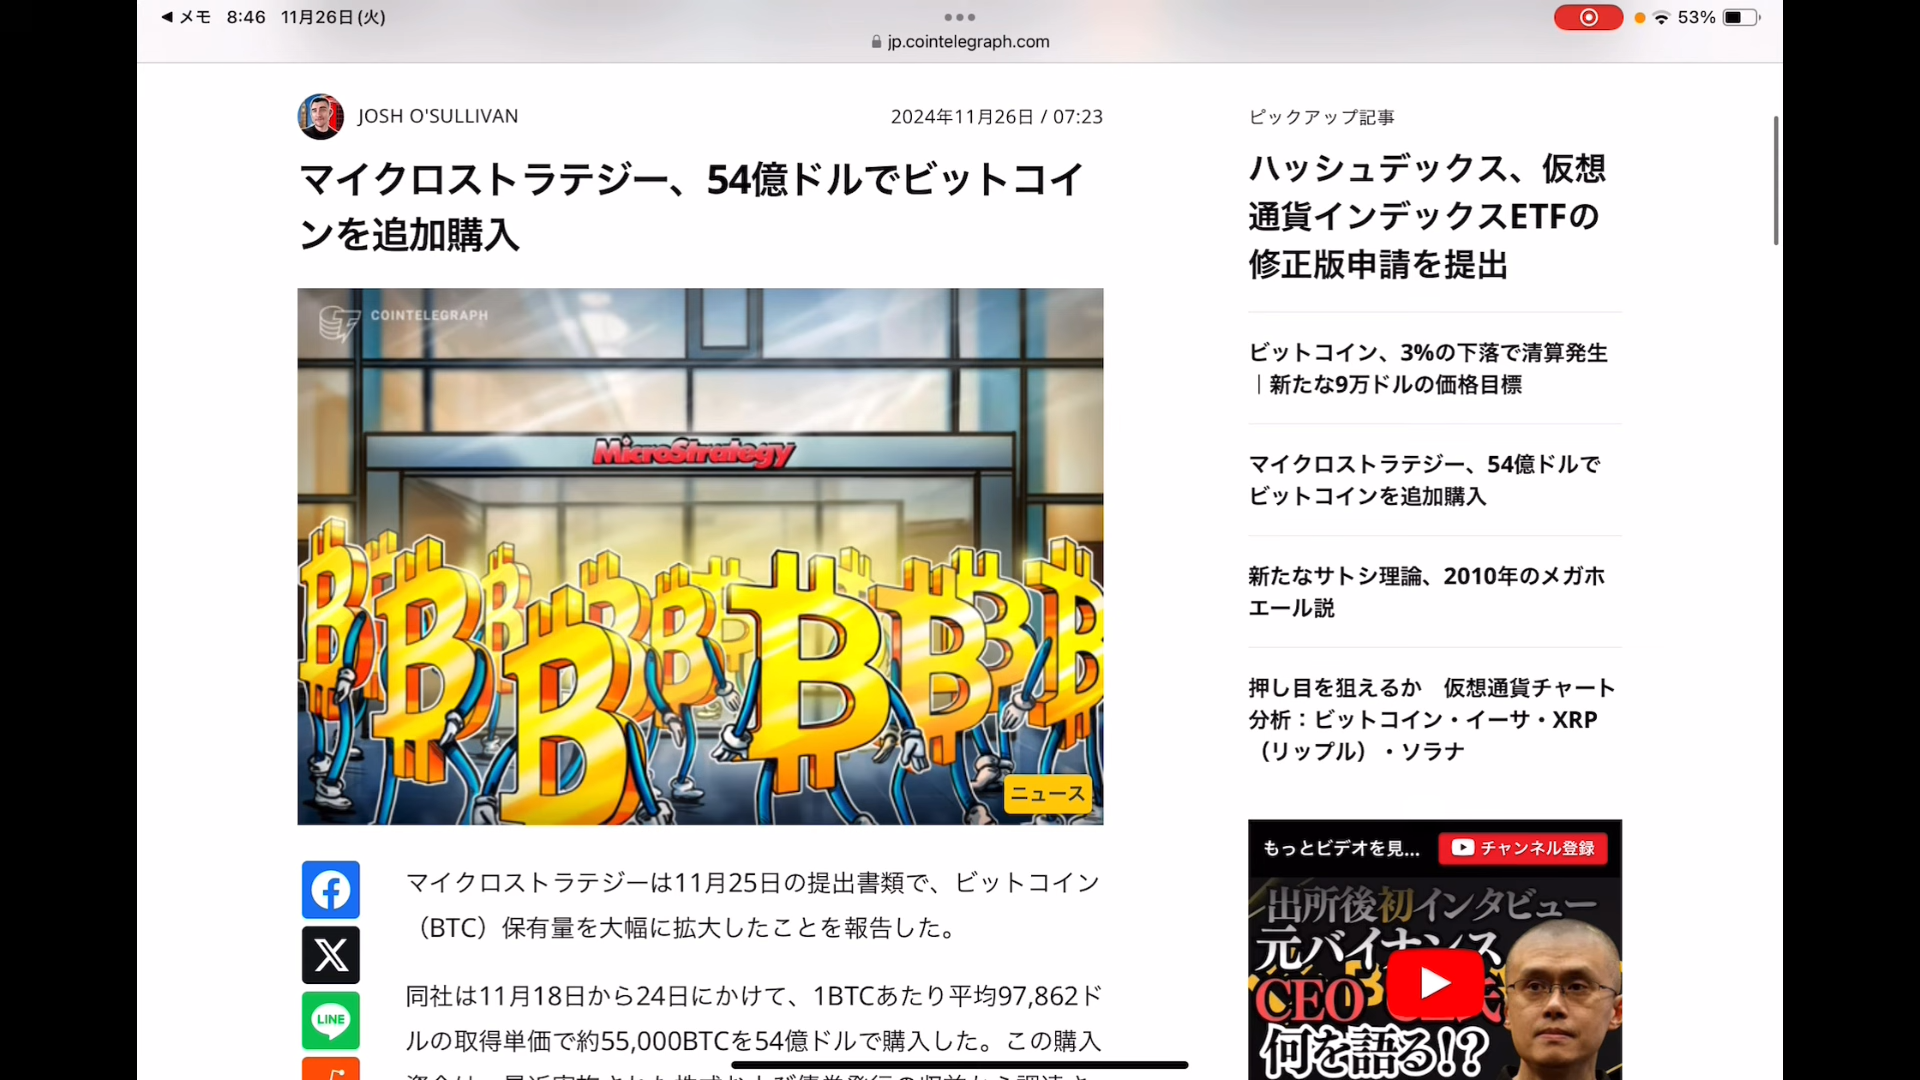 メモ 8:46 11月26日(火)
53%
jp.cointelegraph.com
JOSH O'SULLIVAN
2024年11月26日 / 07:23
マイクロストラテジー、54億ドルでビットコイ
ンを追加購入
COINTELEGRAPH
MicroStrategy
ニュース
LINE
マイクロストラテジーは11月25日の提出書類で、ビットコイン
（BTC）保有量を大幅に拡大したことを報告した。
同社は11月18日から24日にかけて、1BTCあたり平均97,862ド
ルの取得単価で約55,000BTCを54億ドルで購入した。この購入
ピックアップ記事
ハッシュデックス、仮想
通貨インデックスETFの
修正版申請を提出
ビットコイン、3%の下落で清算発生
｜新たな9万ドルの価格目標
マイクロストラテジー、54億ドルで
ビットコインを追加購入
新たなサトシ理論、2010年のメガホ
エール説
押し目を狙えるか　仮想通貨チャート
分析：ビットコイン・イーサ・XRP
（リップル）・ソラナ
もっとビデオを見...
チャンネル登録
出所後初インタビュー
元バイナンス
CEO
何を語る!?